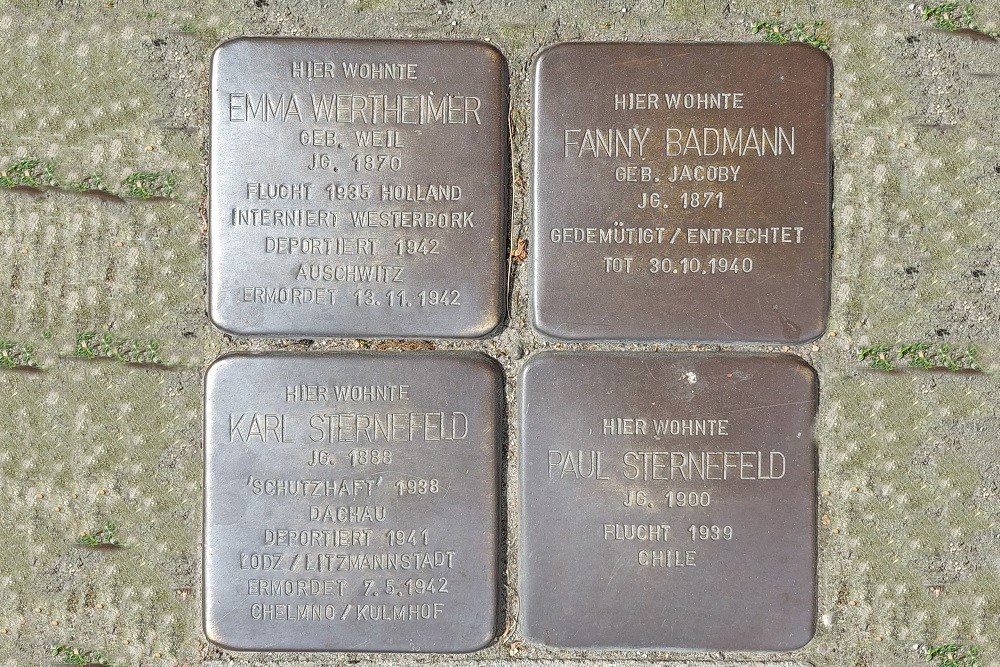 HIER WOHNTE
EMMA WERTHEIMER
GEB. WEIL
JG. 1870
FLUCHT 1935 HOLLAND
INTERNIERT WESTERBORK
DEPORTIERT 1942
AUSCHWITZ
ERMORDET 13.11.1942
HIER WOHNTE
FANNY BADMANN
GEB. JACOBY
JG. 1871
GEDEMÜTIGT/ENTRECHTET
TOT 30.10.1940
HIER WOHNTE
KARL STERNEFELD
JG. 1888
'SCHUTZHAFT' 1938
DACHAU
DEPORTIERT 1941
ŁODZ/LITZMANNSTADT
ERMORDET 7.5.1942
CHELMNO/KULMHOF
HIER WOHNTE
PAUL STERNEFELD
JG. 1900
FLUCHT 1939
CHILE